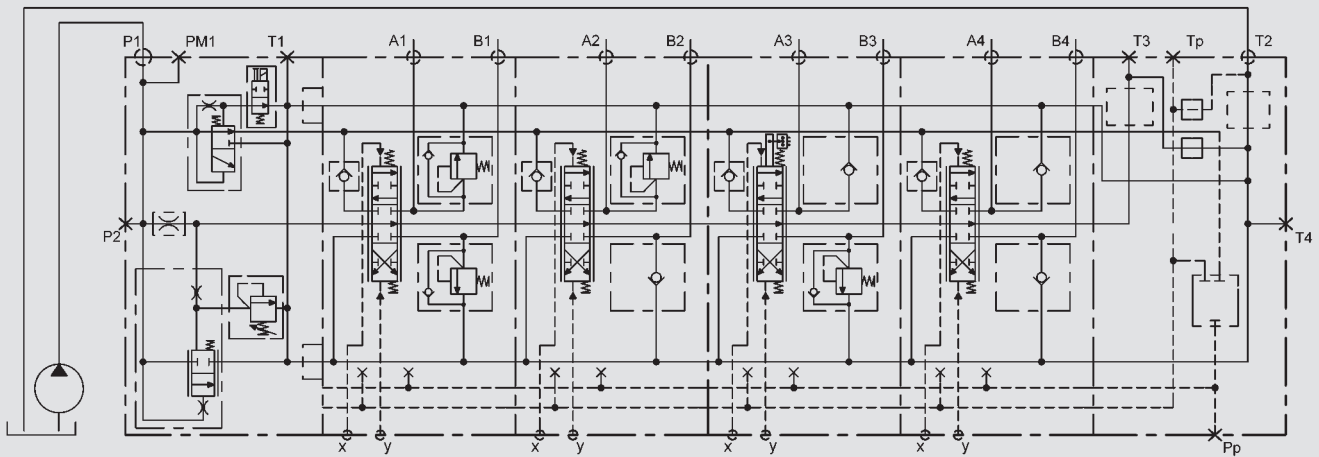 P1 PM1 T1 A1 B1 A2 B2 A3 B3 A4 B4 T3 Tp T2
P2 T4
x y x y x y x y Pp